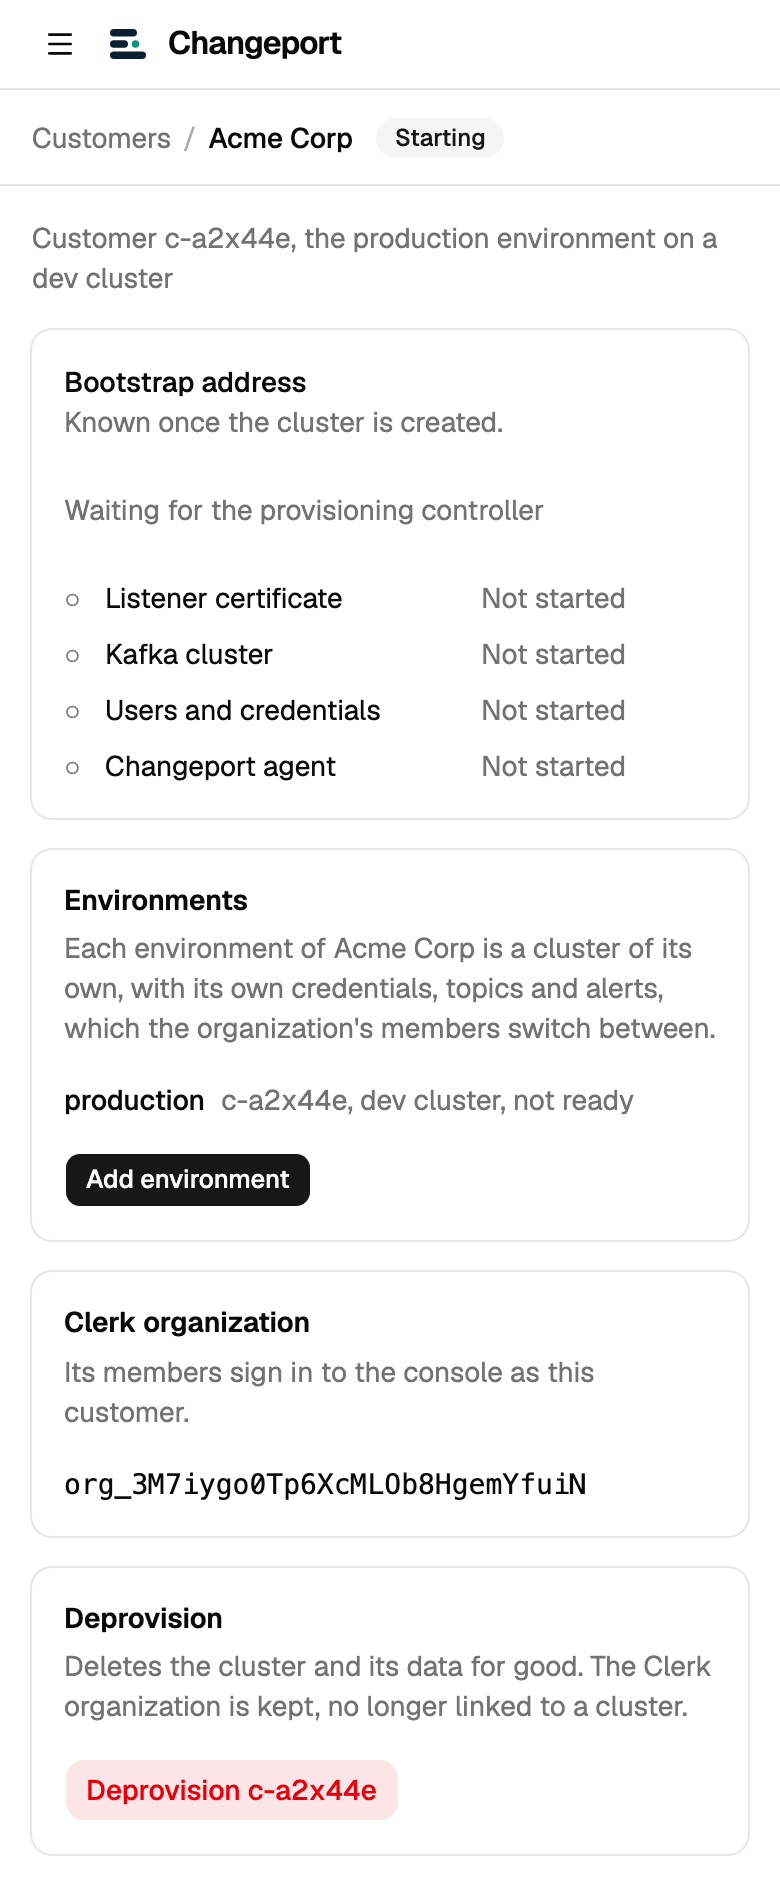 Changeport
Customers / Acme Corp Starting
Customer c-a2x44e, the production environment on a
dev cluster
Bootstrap address
Known once the cluster is created.
Waiting for the provisioning controller
Listener certificate Not started
Kafka cluster Not started
Users and credentials Not started
Changeport agent Not started
Environments
Each environment of Acme Corp is a cluster of its
own, with its own credentials, topics and alerts,
which the organization's members switch between.
production c-a2x44e, dev cluster, not ready
Add environment
Clerk organization
Its members sign in to the console as this
customer.
org_3M7iygo0Tp6XcMLOb8HgemYfuiN
Deprovision
Deletes the cluster and its data for good. The Clerk
organization is kept, no longer linked to a cluster.
Deprovision c-a2x44e